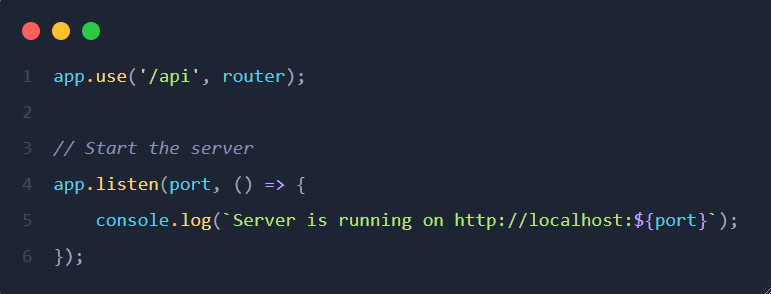 1 app.use('/api', router);
2
3 // Start the server
4 app.listen(port, () => {
5     console.log(`Server is running on http://localhost:${port}`);
6 });